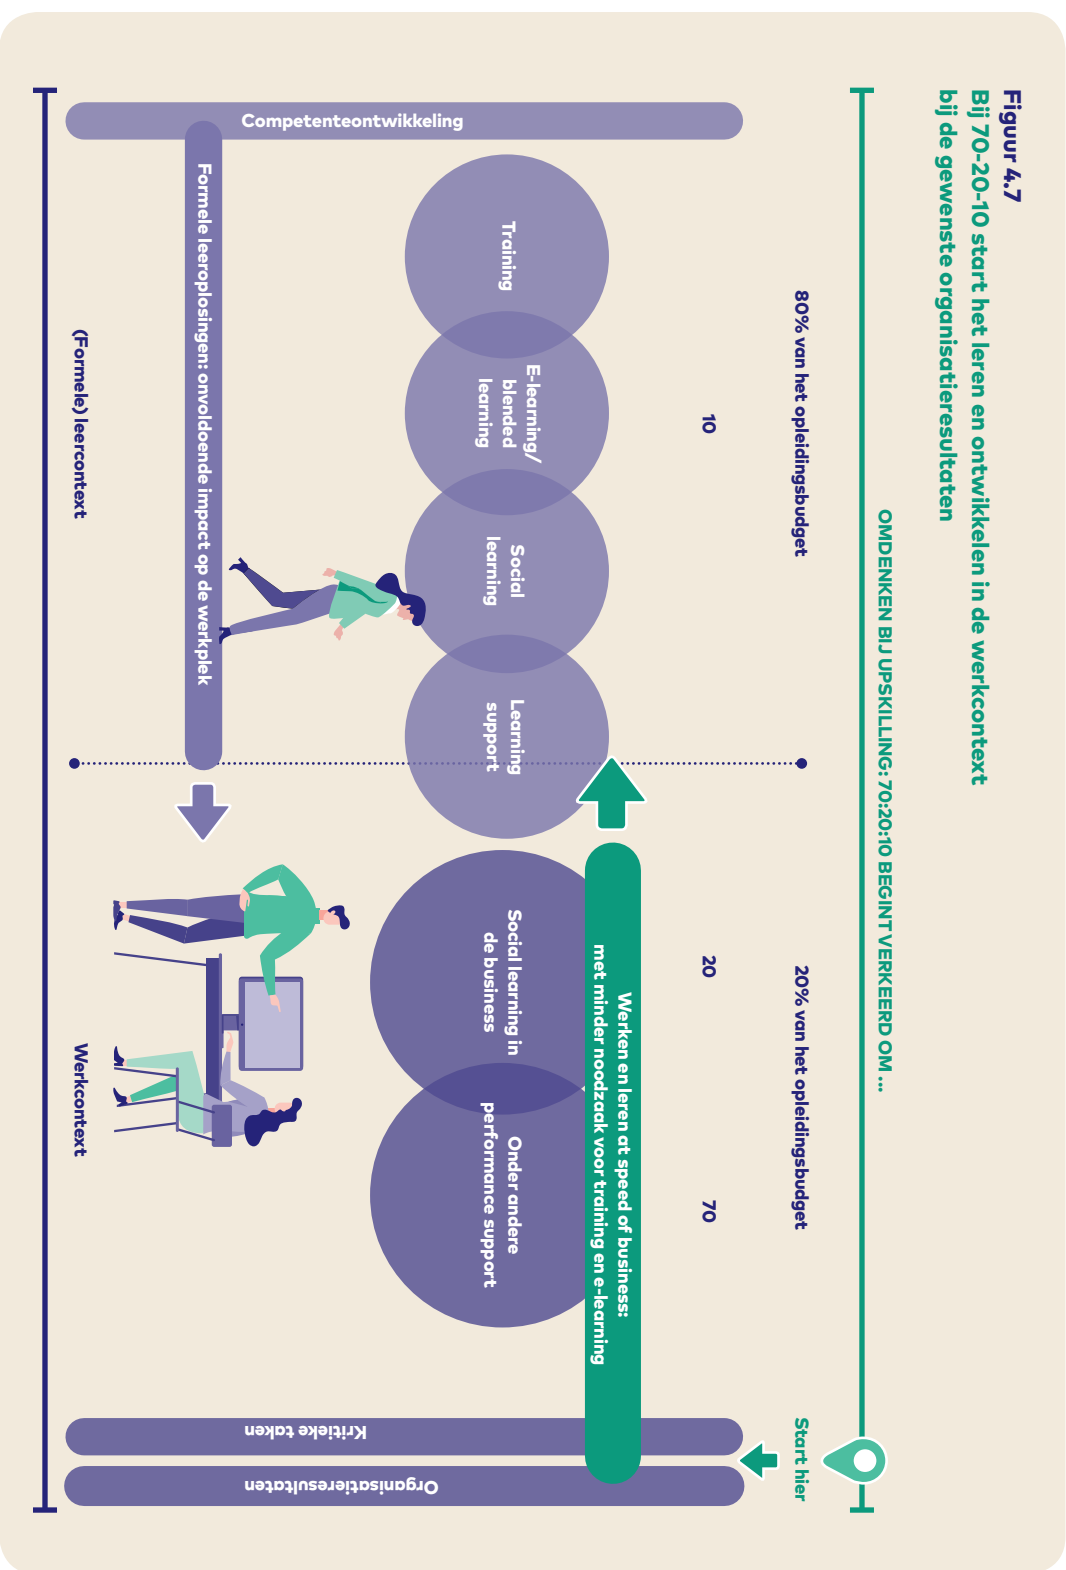 Figuur 4.7
Bij 70-20-10 start het leren en ontwikkelen in de werkcontext
bij de gewenste organisatieresultaten
OMDENKEN BIJ UPSKILLING: 70:20:10 BEGINT VERKEERD OM ...
80% van het opleidingsbudget
20% van het opleidingsbudget
Start hier
10
20
70
Competenteontwikkeling
Training
E-learning/
blended
learning
Social
learning
Learning
support
Werken en leren at speed of business:
met minder noodzaak voor training en e-learning
Social learning in
de business
Onder andere
performance support
Kritieke taken
Organisatieresultaten
Formele leeroplosingen: onvoldoende impact op de werkplek
(Formele) leercontext
Werkcontext